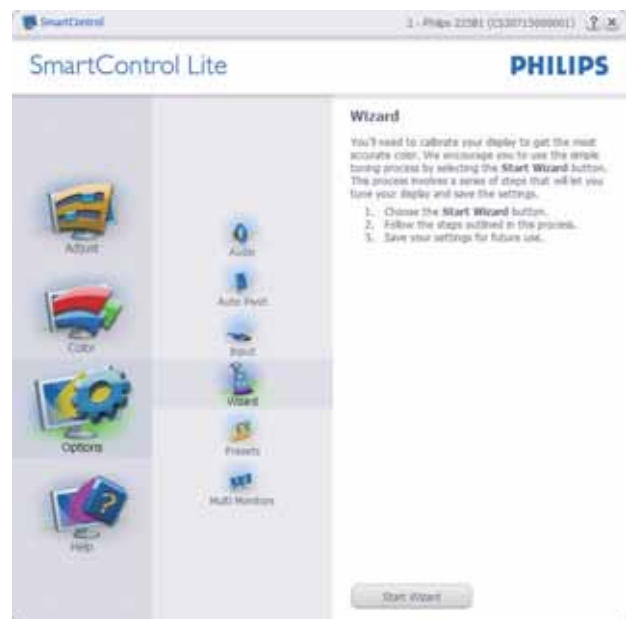 SmartControl
1 - Philips 225B1 (CS30715000001) ? ×
SmartControl Lite
PHILIPS
Adjust
Color
Options
Help
Audio
Auto Pivot
Input
Wizard
Presets
Multi Monitors
Wizard
You'll need to calibrate your display to get the most
accurate color. We encourage you to use the simple
tuning process by selecting the Start Wizard button.
This process involves a series of steps that will let you
tune your display and save the settings.
1. Choose the Start Wizard button.
2. Follow the steps outlined in this process.
3. Save your settings for future use.
Start Wizard